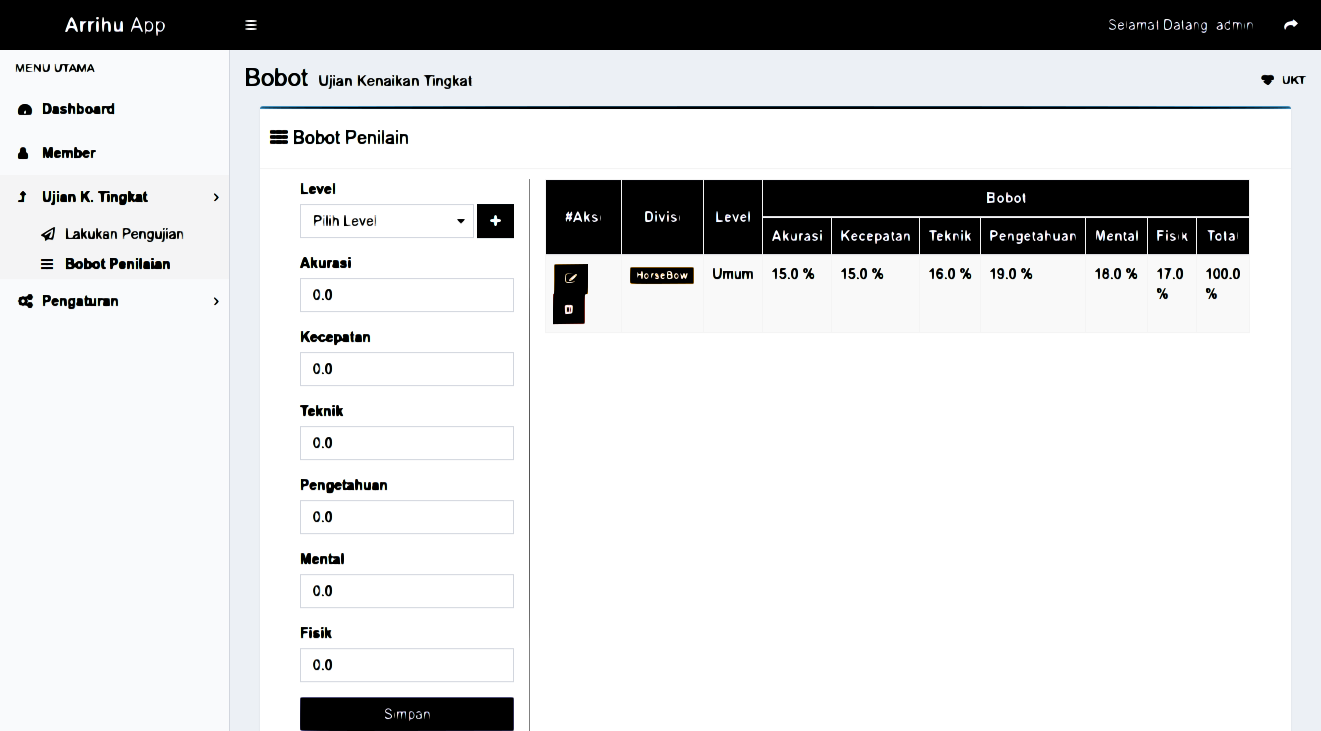 Arrihu App
Selamat Datang admin
MENU UTAMA
Dashboard
Member
Ujian K. Tingkat
Lakukan Pengujian
Bobot Penilaian
Pengaturan
Bobot Ujian Kenaikan Tingkat
UKT
Bobot Penilain
Level
Pilih Level
Akurasi
0.0
Kecepatan
0.0
Teknik
0.0
Pengetahuan
0.0
Mental
0.0
Fisik
0.0
Simpan
#Aksi Divisi Level Bobot
Akurasi Kecepatan Teknik Pengetahuan Mental Fisik Total
HorseBow Umum 15.0 % 15.0 % 16.0 % 19.0 % 18.0 % 17.0 % 100.0 %